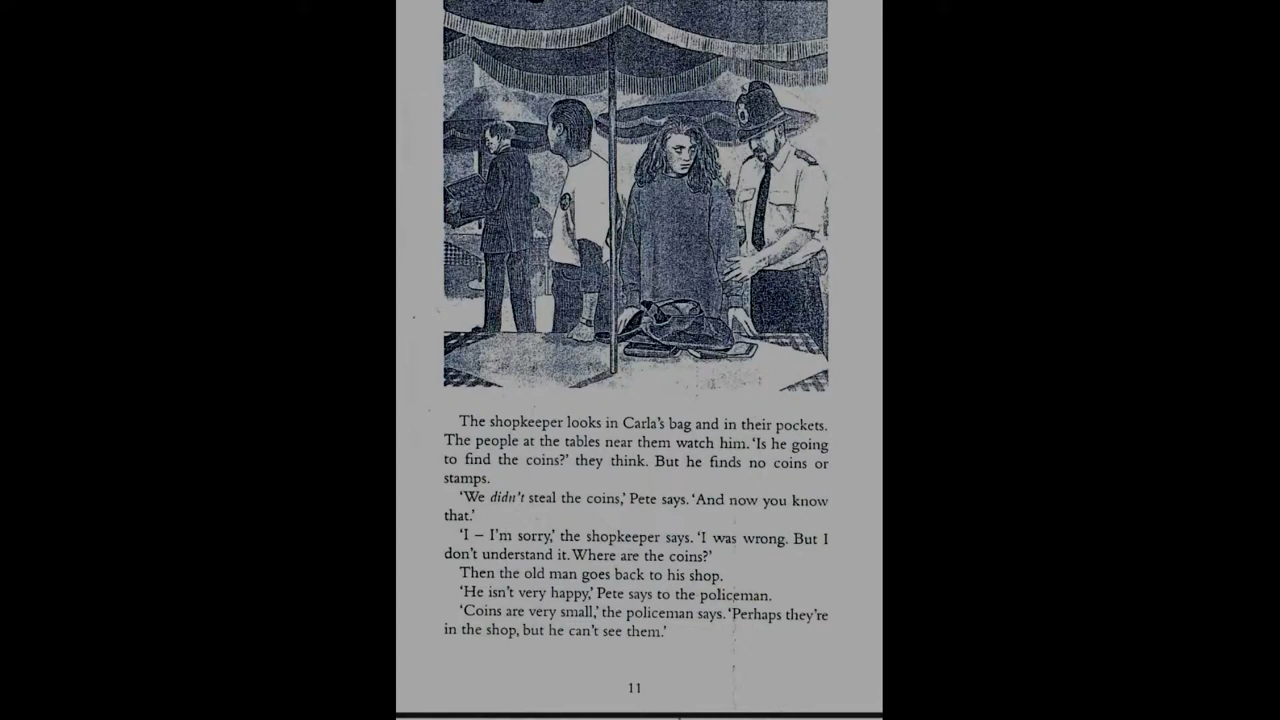 The shopkeeper looks in Carla's bag and in their pockets.
The people at the tables near them watch him. 'Is he going
to find the coins?' they think. But he finds no coins or
stamps.
'We didn't steal the coins,' Pete says. 'And now you know
that.'
'I – I'm sorry,' the shopkeeper says. 'I was wrong. But I
don't understand it. Where are the coins?'
Then the old man goes back to his shop.
'He isn't very happy,' Pete says to the policeman.
'Coins are very small,' the policeman says. 'Perhaps they're
in the shop, but he can't see them.'
11